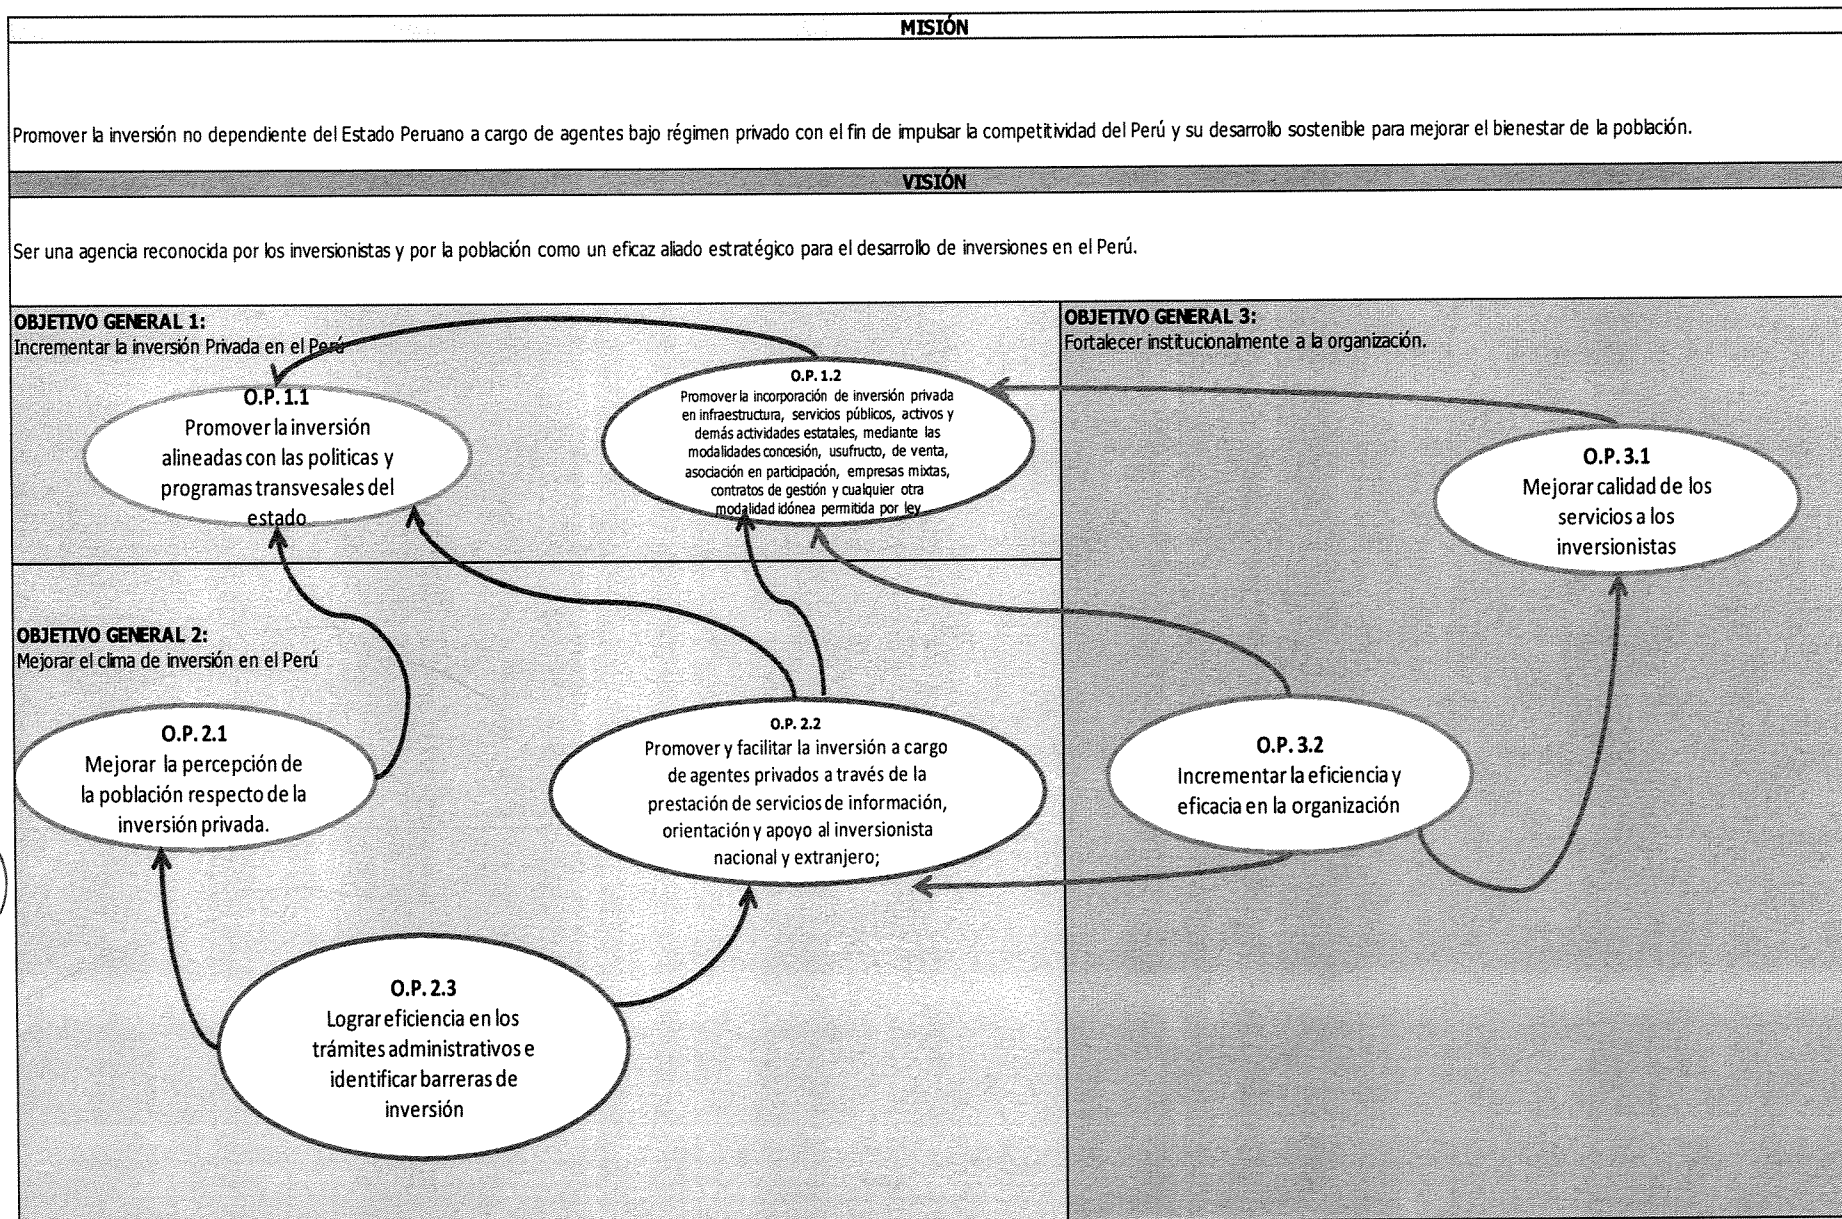 MISIÓN
Promover la inversión no dependiente del Estado Peruano a cargo de agentes bajo régimen privado con el fin de impulsar la competitividad del Perú y su desarrollo sostenible para mejorar el bienestar de la población.
VISIÓN
Ser una agencia reconocida por los inversionistas y por la población como un eficaz aliado estratégico para el desarrollo de inversiones en el Perú.
OBJETIVO GENERAL 1:
Incrementar la inversión Privada en el Perú
O.P. 1.1
Promover la inversión
alineadas con las politicas y
programas transvesales del
estado
O.P. 1.2
Promover la incorporación de inversión privada
en infraestructura, servicios públicos, activos y
demás actividades estatales, mediante las
modalidades concesión, usufructo, de venta,
asociación en participación, empresas mixtas,
contratos de gestión y cualquier otra
modalidad idónea permitida por ley
OBJETIVO GENERAL 3:
Fortalecer institucionalmente a la organización.
O.P. 3.1
Mejorar calidad de los
servicios a los
inversionistas
OBJETIVO GENERAL 2:
Mejorar el clima de inversión en el Perú
O.P. 2.1
Mejorar la percepción de
la población respecto de la
inversión privada.
O.P. 2.2
Promover y facilitar la inversión a cargo
de agentes privados a través de la
prestación de servicios de información,
orientación y apoyo al inversionista
nacional y extranjero;
O.P. 3.2
Incrementar la eficiencia y
eficacia en la organización
O.P. 2.3
Lograr eficiencia en los
trámites administrativos e
identificar barreras de
inversión